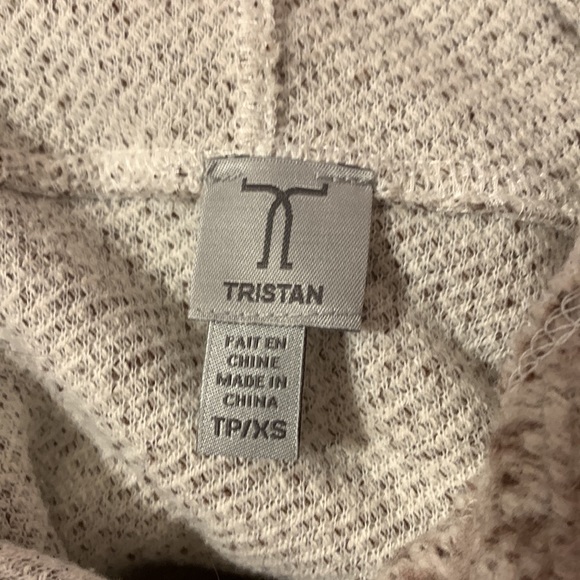 TRISTAN
FAIT EN
CHINE
MADE IN
CHINA
TP/XS